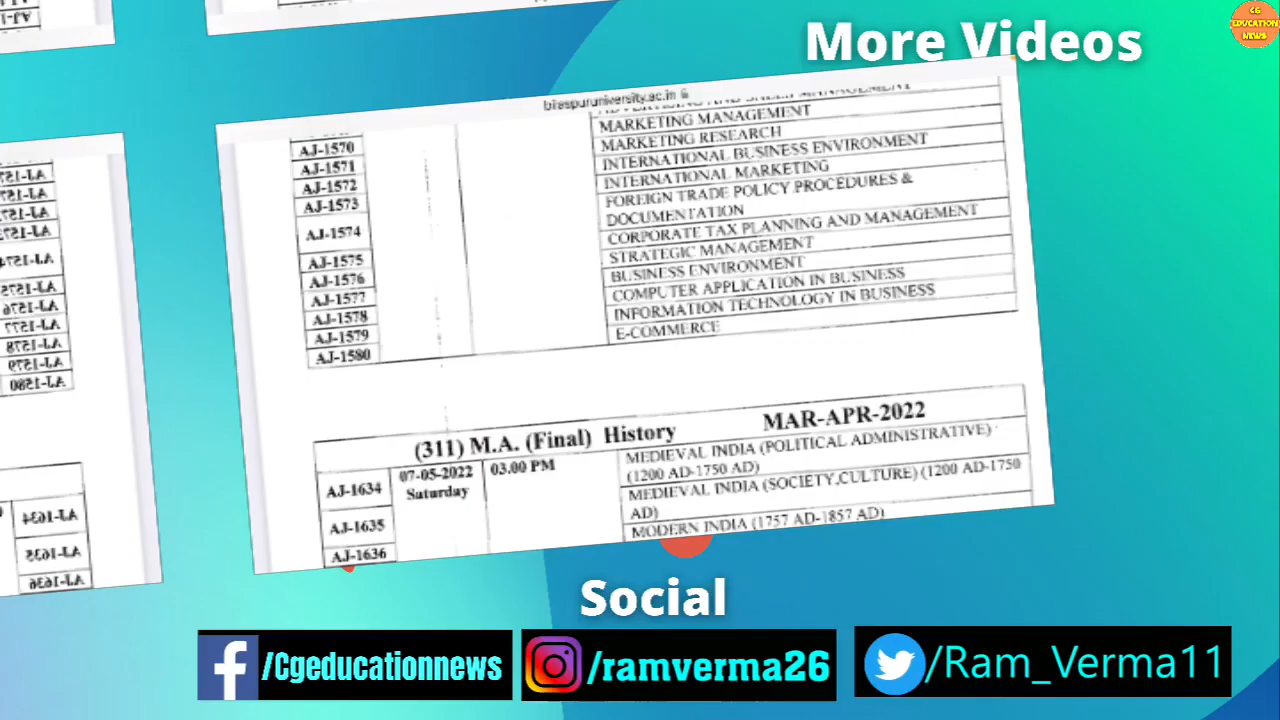 More Videos
CG
EDUCATION
NEWS
bilaspuruniversity.ac.in
MARKETING MANAGEMENT
AJ-1570 MARKETING RESEARCH
AJ-1571 INTERNATIONAL BUSINESS ENVIRONMENT
AJ-1572 INTERNATIONAL MARKETING
AJ-1573 FOREIGN TRADE POLICY PROCEDURES &
DOCUMENTATION
AJ-1574 CORPORATE TAX PLANNING AND MANAGEMENT
AJ-1575 STRATEGIC MANAGEMENT
AJ-1576 BUSINESS ENVIRONMENT
AJ-1577 COMPUTER APPLICATION IN BUSINESS
AJ-1578 INFORMATION TECHNOLOGY IN BUSINESS
AJ-1579 E-COMMERCE
AJ-1580
(311) M.A. (Final) History MAR-APR-2022
AJ-1634 07-05-2022 03.00 PM MEDIEVAL INDIA (POLITICAL ADMINISTRATIVE)
Saturday (1200 AD-1750 AD)
AJ-1635 MEDIEVAL INDIA (SOCIETY,CULTURE) (1200 AD-1750
AD)
AJ-1636 MODERN INDIA (1757 AD-1857 AD)
Social
/Cgeducationnews
/ramverma26
/Ram_Verma11